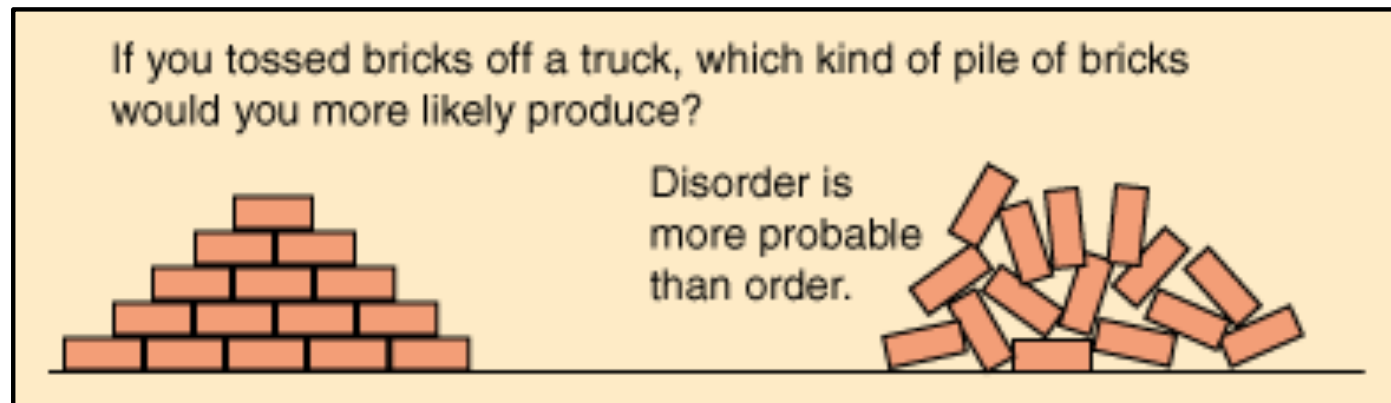 If you tossed bricks off a truck, which kind of pile of bricks
would you more likely produce?
Disorder is
more probable
than order.